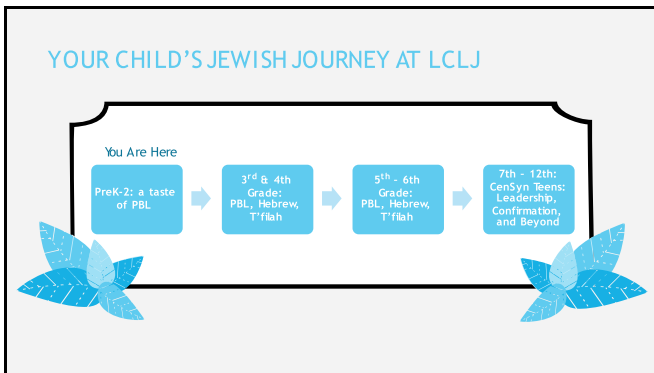 YOUR CHILD'S JEWISH JOURNEY AT LCLJ
You Are Here
PreK-2: a taste
of PBL
3rd & 4th
Grade:
PBL, Hebrew,
T'filah
5th - 6th
Grade:
PBL, Hebrew,
T'filah
7th - 12th:
CenSyn Teens:
Leadership,
Confirmation,
and Beyond